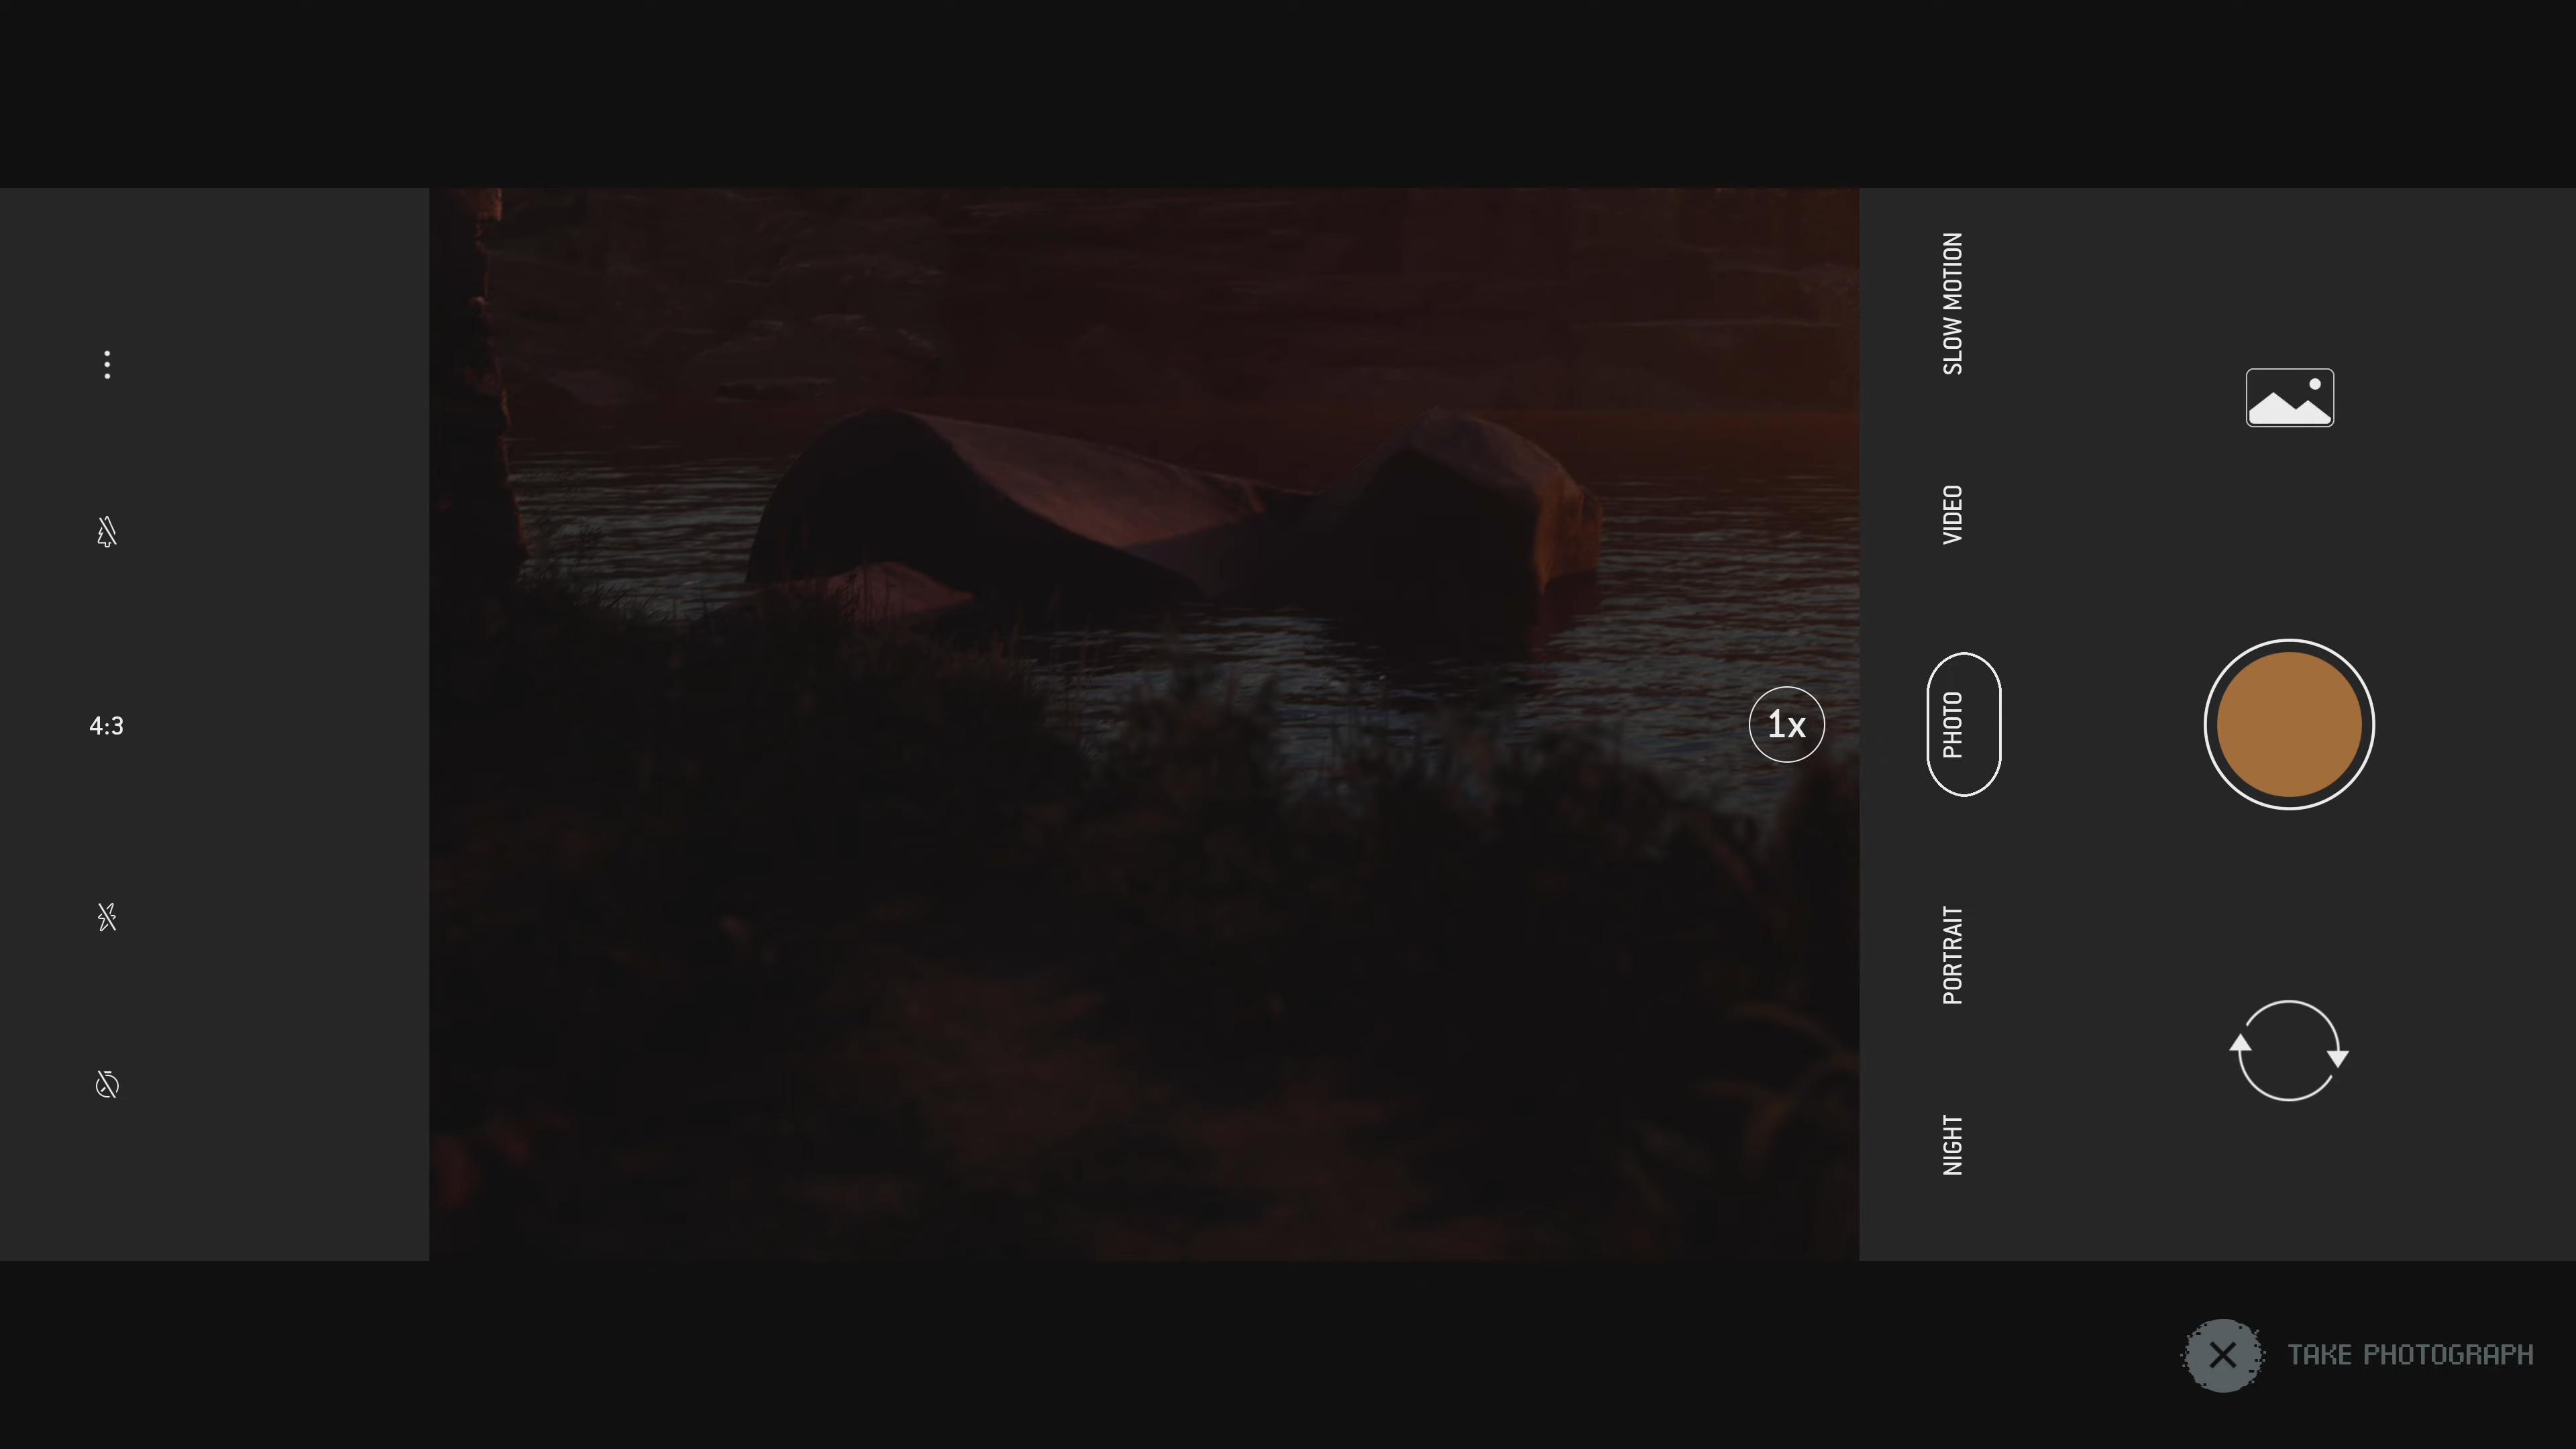 SLOW MOTION
VIDEO
4:3
1x
PHOTO
PORTRAIT
NIGHT
TAKE PHOTOGRAPH